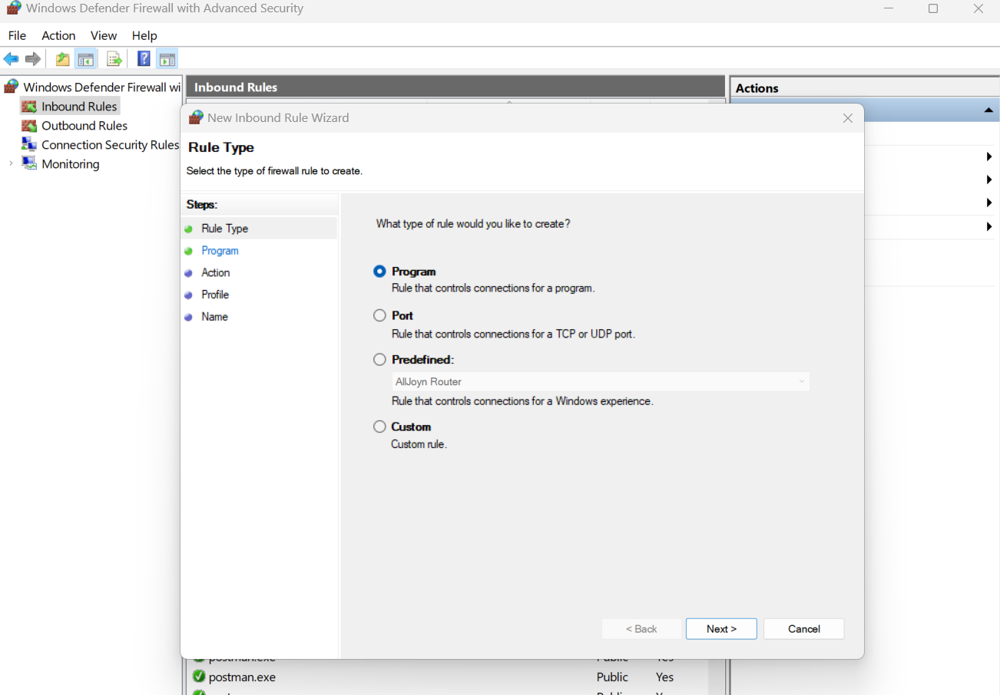 Windows Defender Firewall with Advanced Security
File Action View Help
Windows Defender Firewall wi
Inbound Rules
Outbound Rules
Connection Security Rules
Monitoring
Inbound Rules
Actions
New Inbound Rule Wizard
Rule Type
Select the type of firewall rule to create.
Steps:
Rule Type
Program
Action
Profile
Name
What type of rule would you like to create?
Program
Rule that controls connections for a program.
Port
Rule that controls connections for a TCP or UDP port.
Predefined:
AllJoyn Router
Rule that controls connections for a Windows experience.
Custom
Custom rule.
< Back Next > Cancel
postman.exe Public Yes
postman.exe Public Yes